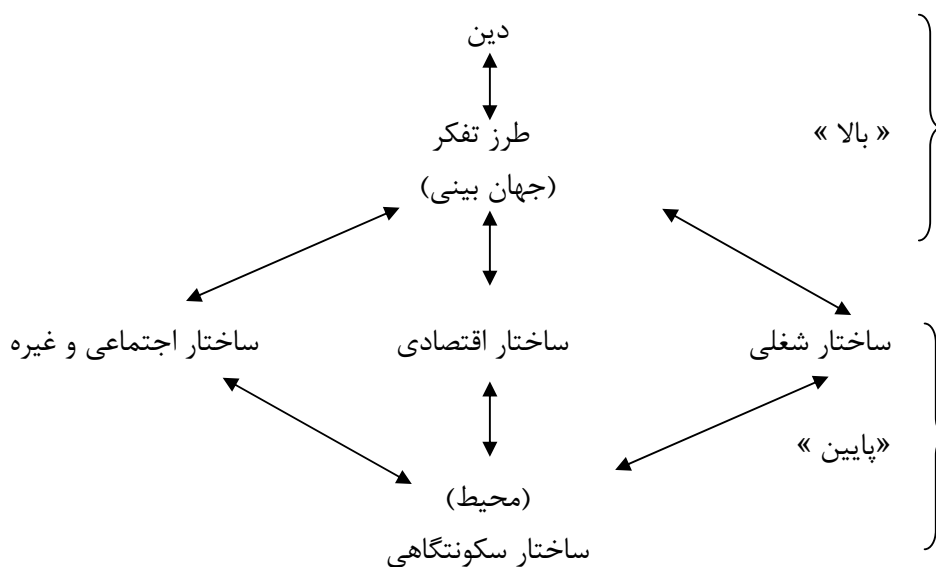 دین
طرز تفکر
« بالا »
(جهان بینی)
ساختار شغلی
ساختار اقتصادی
ساختار اجتماعی و غیره
«پایین »
(محیط)
ساختار سکونتگاهی